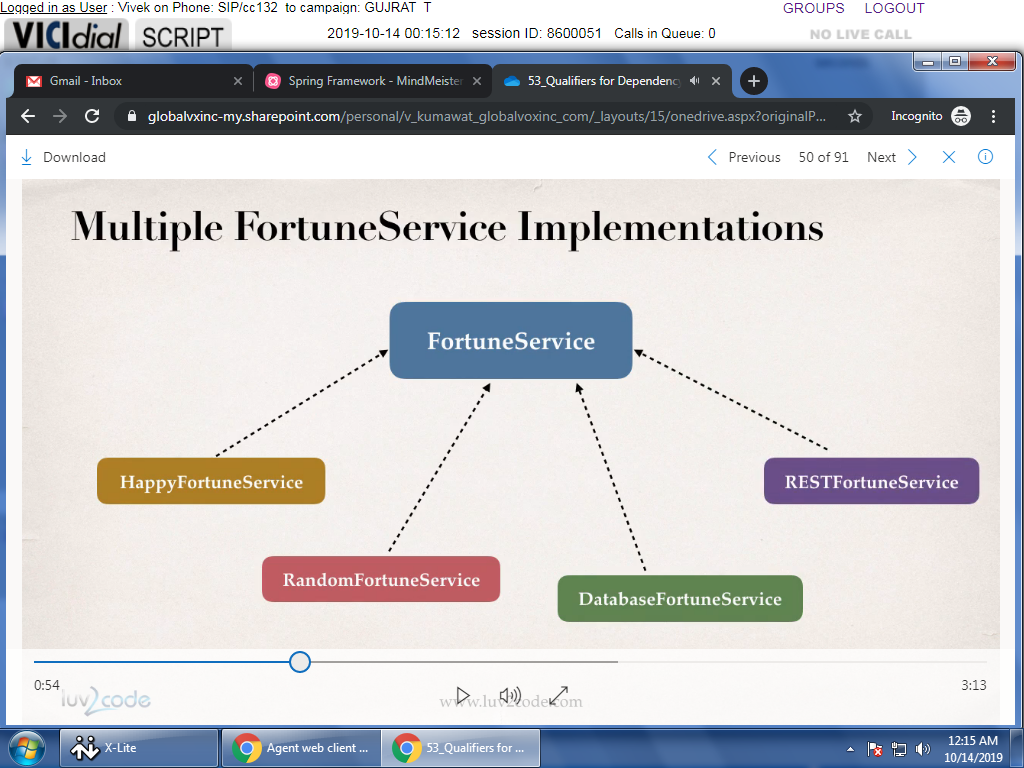 Logged in as User : Vivek on Phone: SIP/cc132 to campaign: GUJRAT T
GROUPS LOGOUT
VICIdial SCRIPT
2019-10-14 00:15:12 session ID: 8600051 Calls in Queue: 0
NO LIVE CALL
Gmail - Inbox
Spring Framework - MindMeister
53_Qualifiers for Dependency
globalvxinc-my.sharepoint.com/personal/v_kumawat_globalvoxinc_com/_layouts/15/onedrive.aspx?originalP...
Incognito
Download
Previous 50 of 91 Next
Multiple FortuneService Implementations
FortuneService
HappyFortuneService
RESTFortuneService
RandomFortuneService
DatabaseFortuneService
0:54
3:13
luv2code
www.luv2code.com
X-Lite
Agent web client ...
53_Qualifiers for ...
12:15 AM
10/14/2019